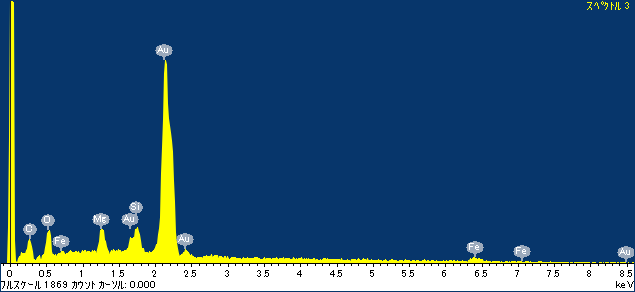 スペクトル 3
Au
Si
O O Mg Au
Fe Au Fe Fe Au
0 0.5 1 1.5 2 2.5 3 3.5 4 4.5 5 5.5 6 6.5 7 7.5 8 8.5
フルスケール 1869 カウント カーソル: 0.000 keV